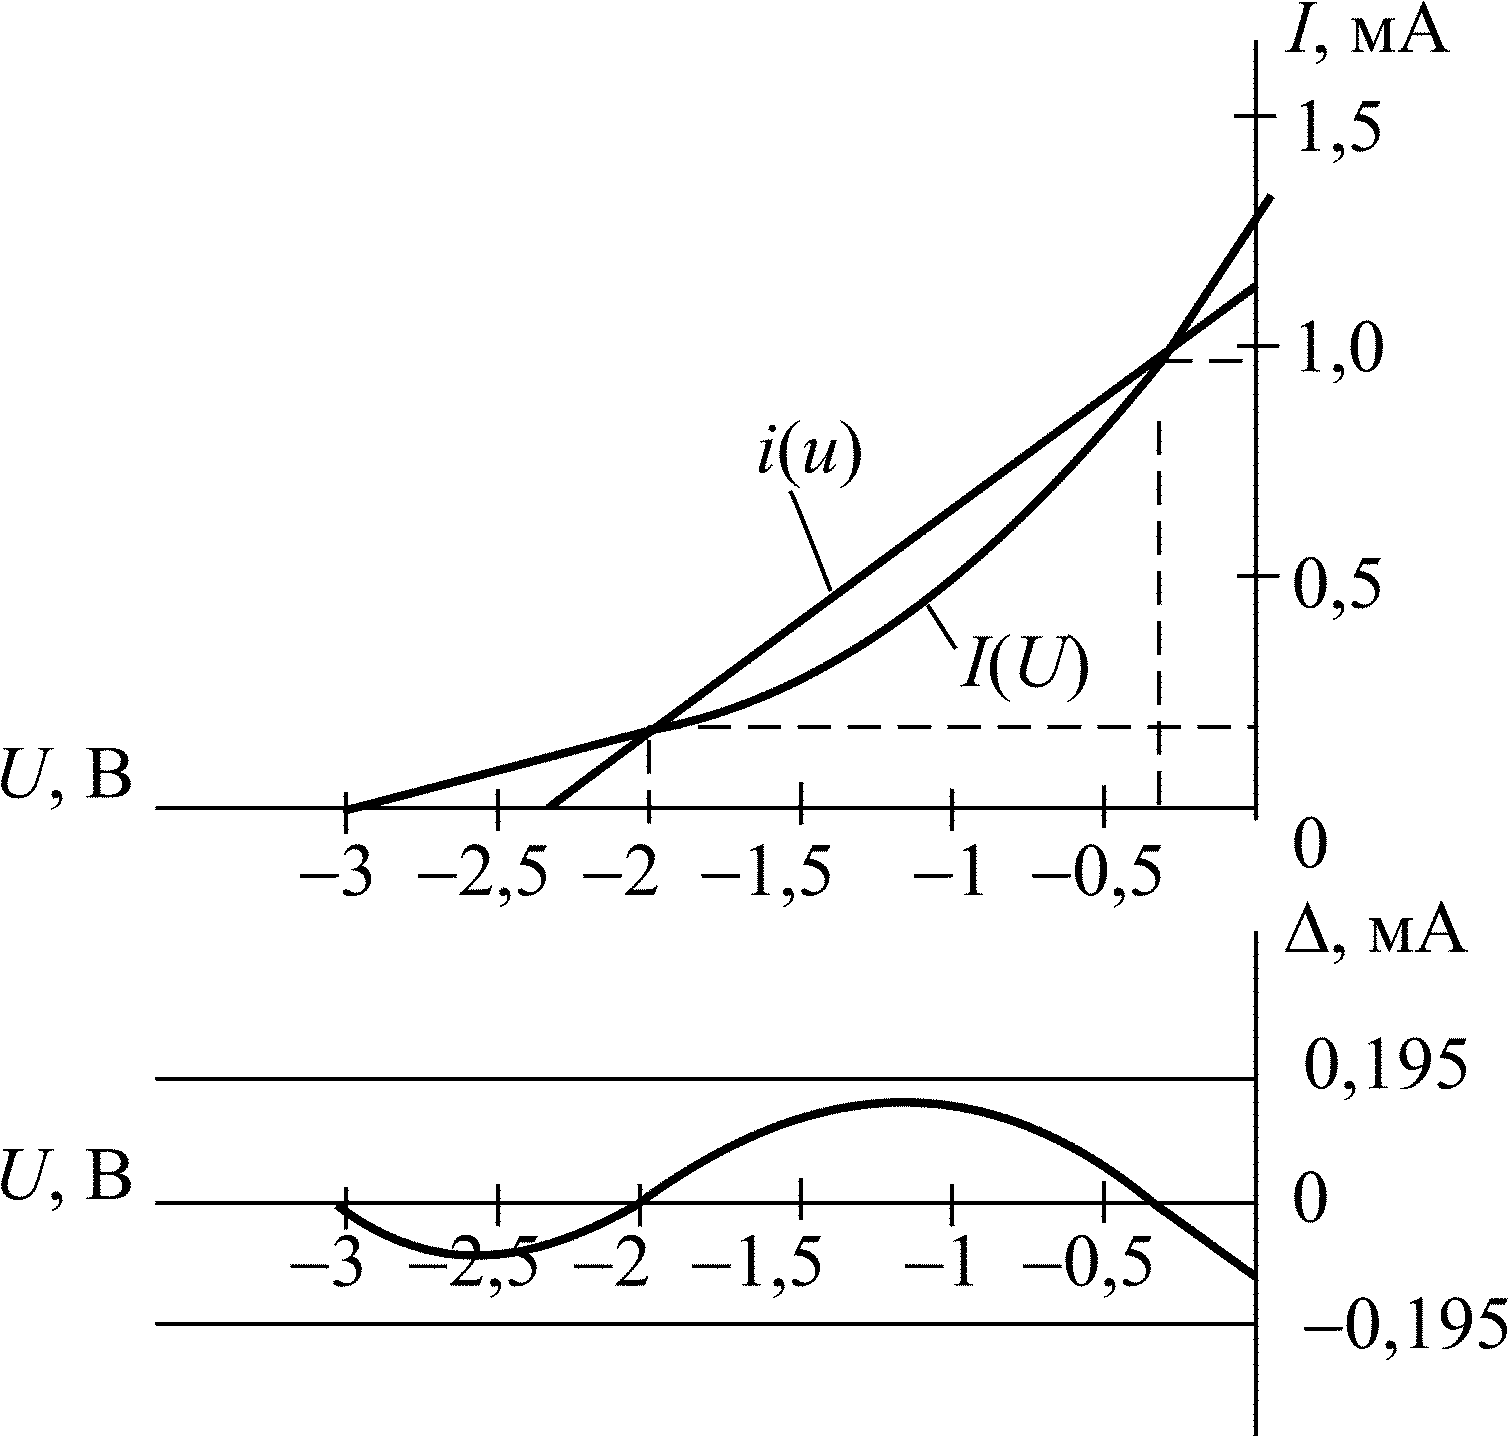 I, мА
1,5
1,0
i(u)
0,5
I(U)
U, В
0
–3 –2,5 –2 –1,5 –1 –0,5
Δ, мА
0,195
U, В
0
–3 –2,5 –2 –1,5 –1 –0,5
–0,195